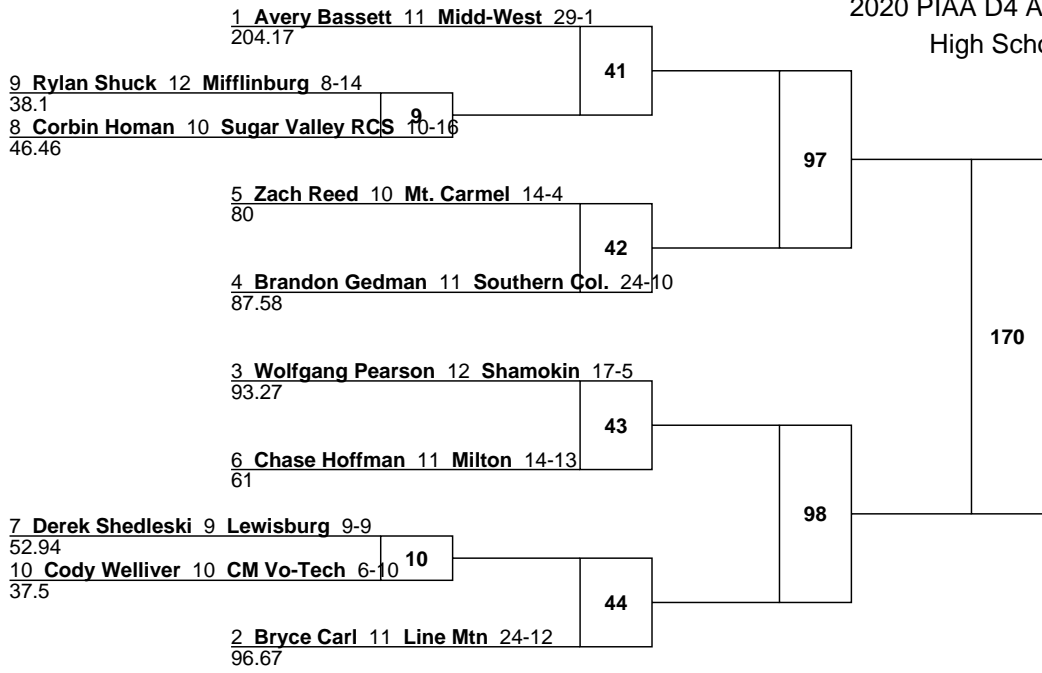 2020 PIAA D4 A
High Scho
1 Avery Bassett 11 Midd-West 29-1
204.17
41
9 Rylan Shuck 12 Mifflinburg 8-14
38.1
9
8 Corbin Homan 10 Sugar Valley RCS 10-16
46.46
97
5 Zach Reed 10 Mt. Carmel 14-4
80
42
4 Brandon Gedman 11 Southern Col. 24-10
87.58
170
3 Wolfgang Pearson 12 Shamokin 17-5
93.27
43
6 Chase Hoffman 11 Milton 14-13
61
98
7 Derek Shedleski 9 Lewisburg 9-9
52.94
10
10 Cody Welliver 10 CM Vo-Tech 6-10
37.5
44
2 Bryce Carl 11 Line Mtn 24-12
96.67